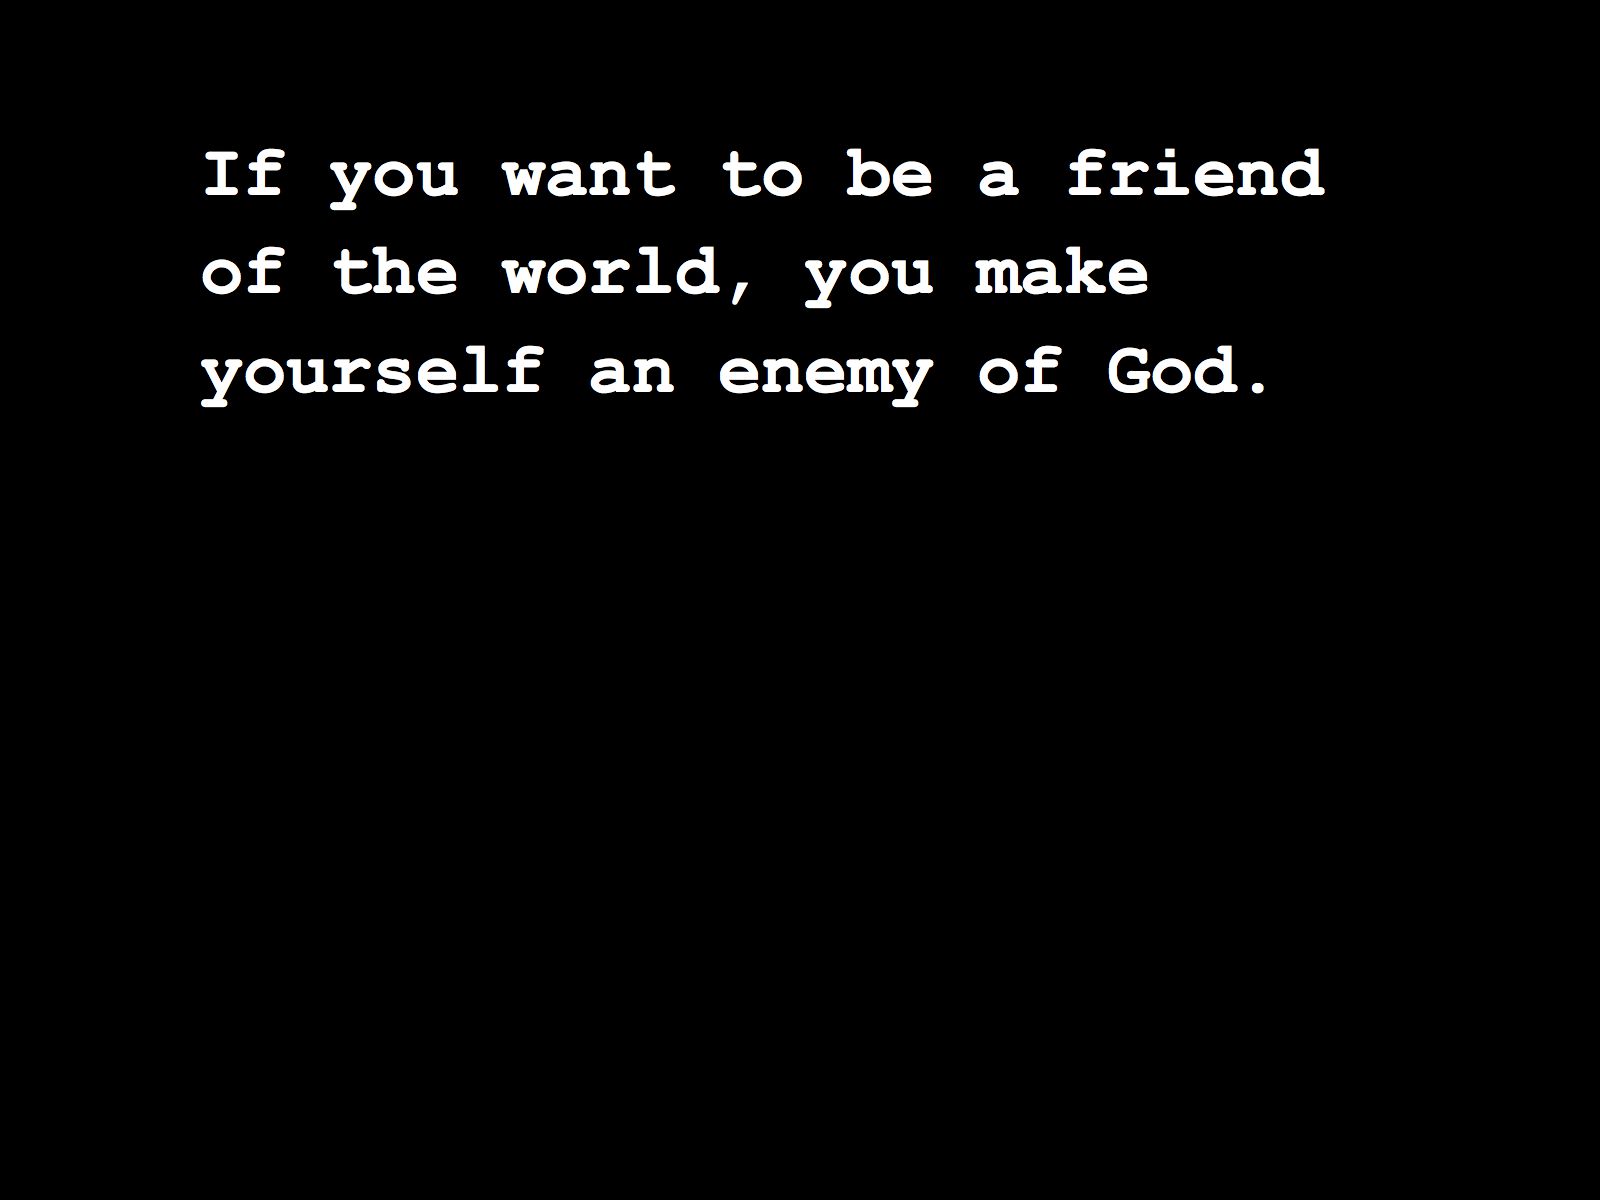 If you want to be a friend
of the world, you make
yourself an enemy of God.